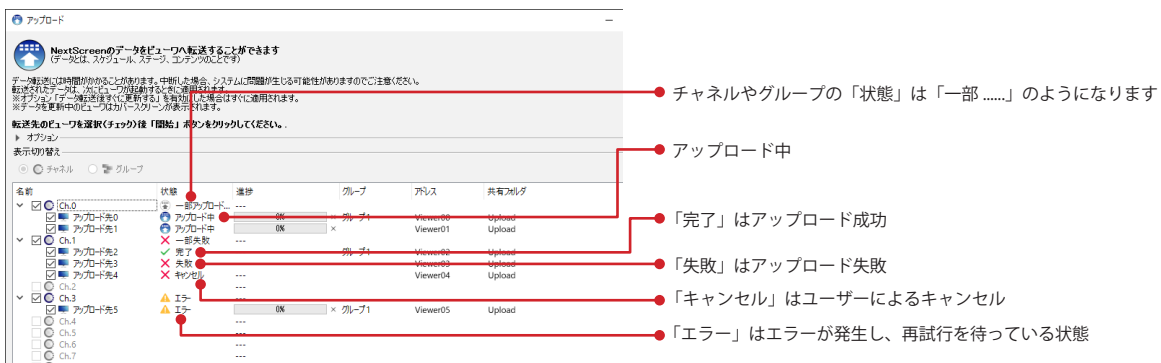 アップロード
NextScreenのデータをビューワへ転送することができます
(データとは、スケジュール、ステージ、コンテンツのことです)
データ転送には時間がかかることがあります。中断した場合、システムに問題が生じる可能性がありますのでご注意ください。
転送されたデータは、次にビューワが起動するときに適用されます。
※オプション「データ転送後すぐに更新する」を有効にした場合はすぐに適用されます。
※データを更新中のビューワはカバースクリーンが表示されます。
転送先のビューワを選択(チェック)後「開始」ボタンをクリックしてください。.
オプション
表示切り替え
チャネル グループ
名前 状態 進捗 グループ アドレス 共有フォルダ
Ch.0 一部アップロード... ---
アップロード先0 アップロード中 0% × グループ1 Viewer00 Upload
アップロード先1 アップロード中 0% × Viewer01 Upload
Ch.1 一部失敗 ---
アップロード先2 完了 グループ1 Viewer02 Upload
アップロード先3 失敗 Viewer03 Upload
アップロード先4 キャンセル --- Viewer04 Upload
Ch.2 ---
Ch.3 エラー ---
アップロード先5 エラー 0% × グループ1 Viewer05 Upload
Ch.4 ---
Ch.5 ---
Ch.6 ---
Ch.7 ---
チャネルやグループの「状態」は「一部 ......」のようになります
アップロード中
「完了」はアップロード成功
「失敗」はアップロード失敗
「キャンセル」はユーザーによるキャンセル
「エラー」はエラーが発生し、再試行を待っている状態